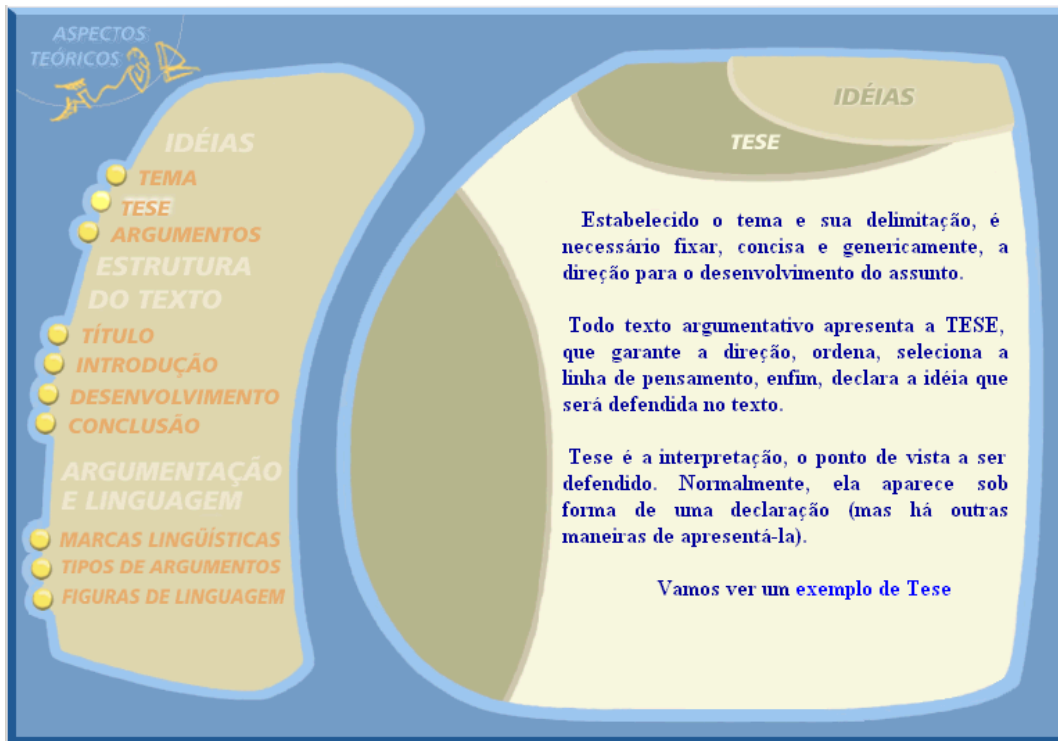 ASPECTOS
TEÓRICOS
IDÉIAS
TEMA
TESE
ARGUMENTOS
ESTRUTURA
DO TEXTO
TÍTULO
INTRODUÇÃO
DESENVOLVIMENTO
CONCLUSÃO
ARGUMENTAÇÃO
E LINGUAGEM
MARCAS LINGÜÍSTICAS
TIPOS DE ARGUMENTOS
FIGURAS DE LINGUAGEM
IDÉIAS
TESE
Estabelecido o tema e sua delimitação, é
necessário fixar, concisa e genericamente, a
direção para o desenvolvimento do assunto.
Todo texto argumentativo apresenta a TESE,
que garante a direção, ordena, seleciona a
linha de pensamento, enfim, declara a idéia que
será defendida no texto.
Tese é a interpretação, o ponto de vista a ser
defendido. Normalmente, ela aparece sob
forma de uma declaração (mas há outras
maneiras de apresentá-la).
Vamos ver um exemplo de Tese